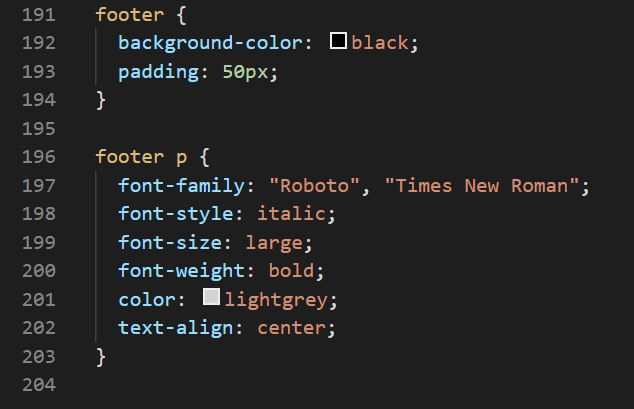 191 footer {
192 background-color: black;
193 padding: 50px;
194 }
195
196 footer p {
197 font-family: "Roboto", "Times New Roman";
198 font-style: italic;
199 font-size: large;
200 font-weight: bold;
201 color: lightgrey;
202 text-align: center;
203 }
204